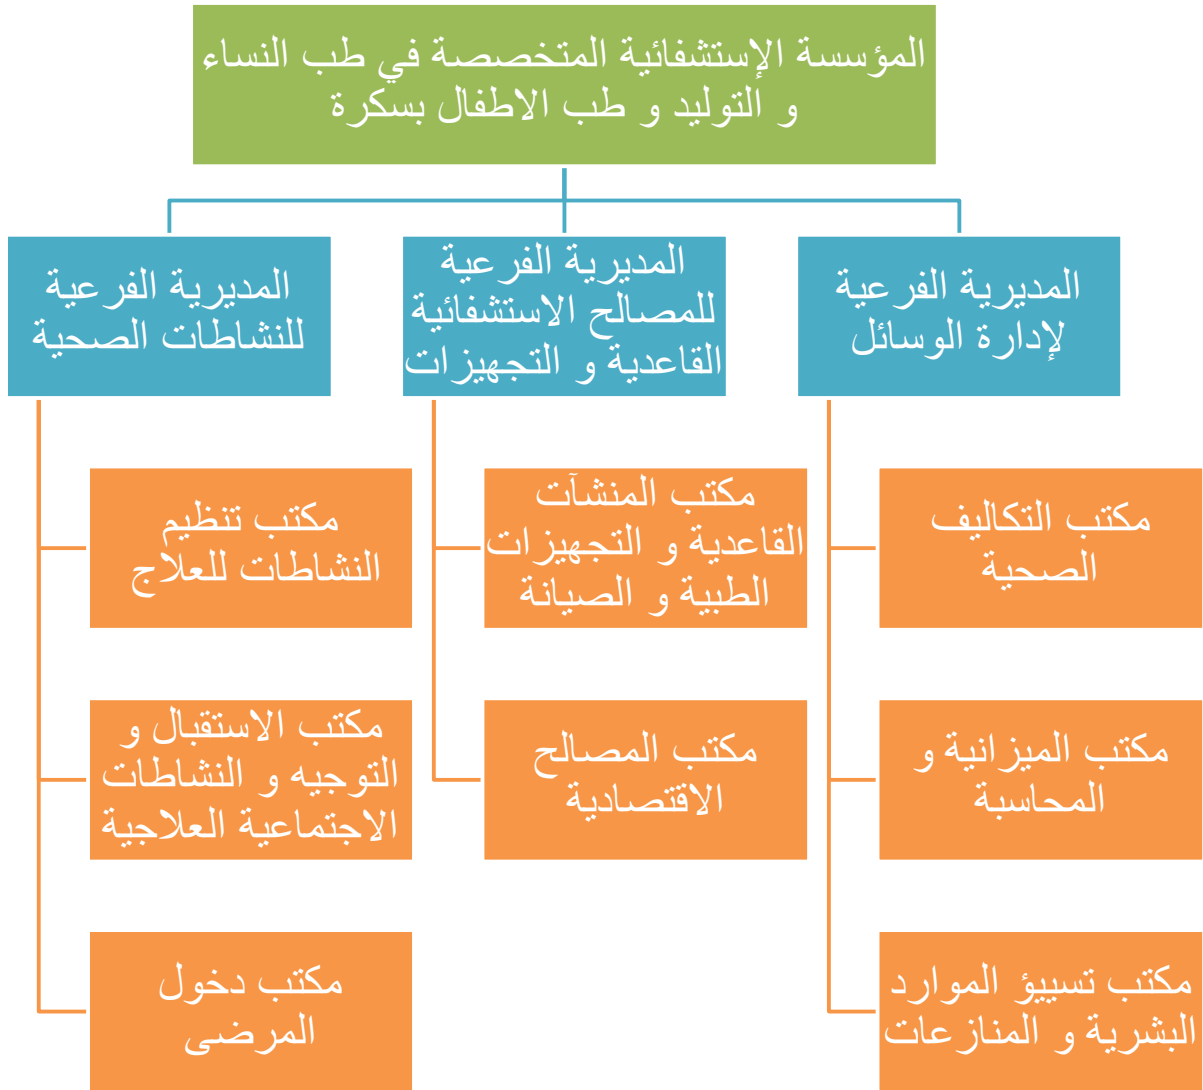 المؤسسة الإستشفائية المتخصصة في طب النساء
و التوليد و طب الاطفال بسكرة
المديرية الفرعية
لإدارة الوسائل
مكتب التكاليف
الصحية
مكتب الميزانية و
المحاسبة
مكتب تسييؤ الموارد
البشرية و المنازعات
المديرية الفرعية
للمصالح الاستشفائية
القاعدية و التجهيزات
مكتب المنشآت
القاعدية و التجهيزات
الطبية و الصيانة
مكتب المصالح
الاقتصادية
المديرية الفرعية
للنشاطات الصحية
مكتب تنظيم
النشاطات للعلاج
مكتب الاستقبال و
التوجيه و النشاطات
الاجتماعية العلاجية
مكتب دخول
المرضى